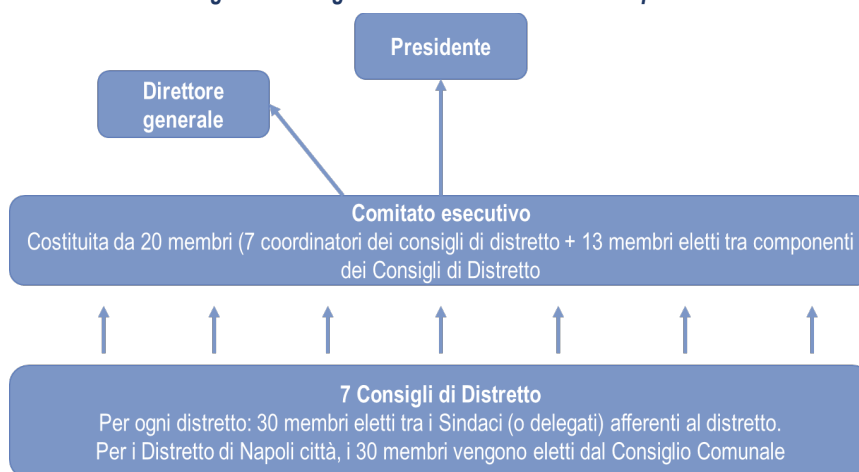 Presidente
Direttore
generale
Comitato esecutivo
Costituita da 20 membri (7 coordinatori dei consigli di distretto + 13 membri eletti tra componenti
dei Consigli di Distretto
7 Consigli di Distretto
Per ogni distretto: 30 membri eletti tra i Sindaci (o delegati) afferenti al distretto.
Per i Distretto di Napoli città, i 30 membri vengono eletti dal Consiglio Comunale